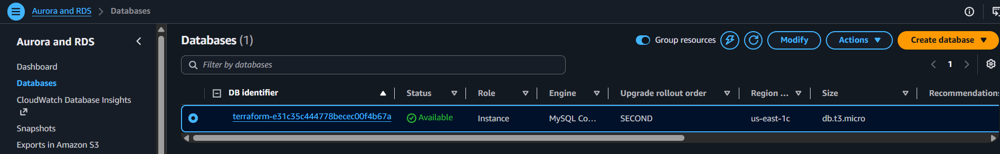 Aurora and RDS > Databases
Aurora and RDS
Dashboard
Databases
CloudWatch Database Insights
Snapshots
Exports in Amazon S3
Databases (1)
Group resources
Modify
Actions
Create database
Filter by databases
1
DB identifier Status Role Engine Upgrade rollout order Region ... Size Recommendations
terraform-e31c35c444778becec00f4b67a Available Instance MySQL Co... SECOND us-east-1c db.t3.micro